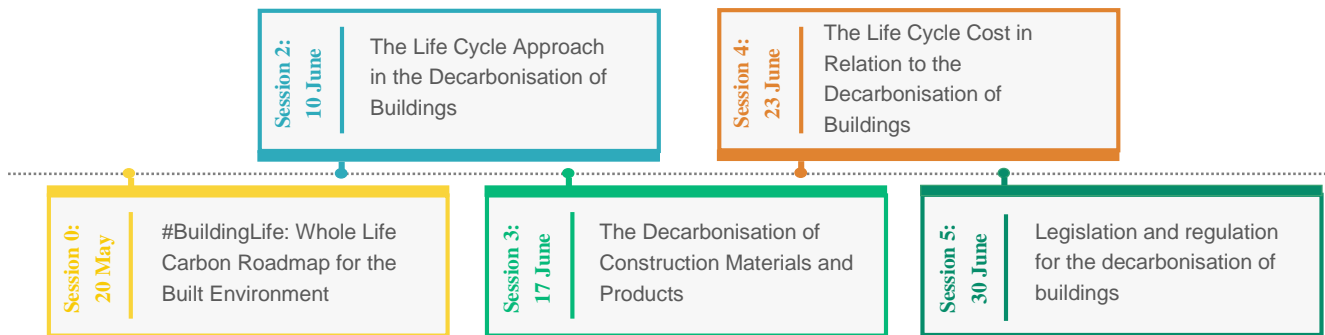 Session 2:
10 June
The Life Cycle Approach
in the Decarbonisation of
Buildings
Session 4:
23 June
The Life Cycle Cost in
Relation to the
Decarbonisation of
Buildings
Session 0:
20 May
#BuildingLife: Whole Life
Carbon Roadmap for the
Built Environment
Session 3:
17 June
The Decarbonisation of
Construction Materials and
Products
Session 5:
30 June
Legislation and regulation
for the decarbonisation of
buildings